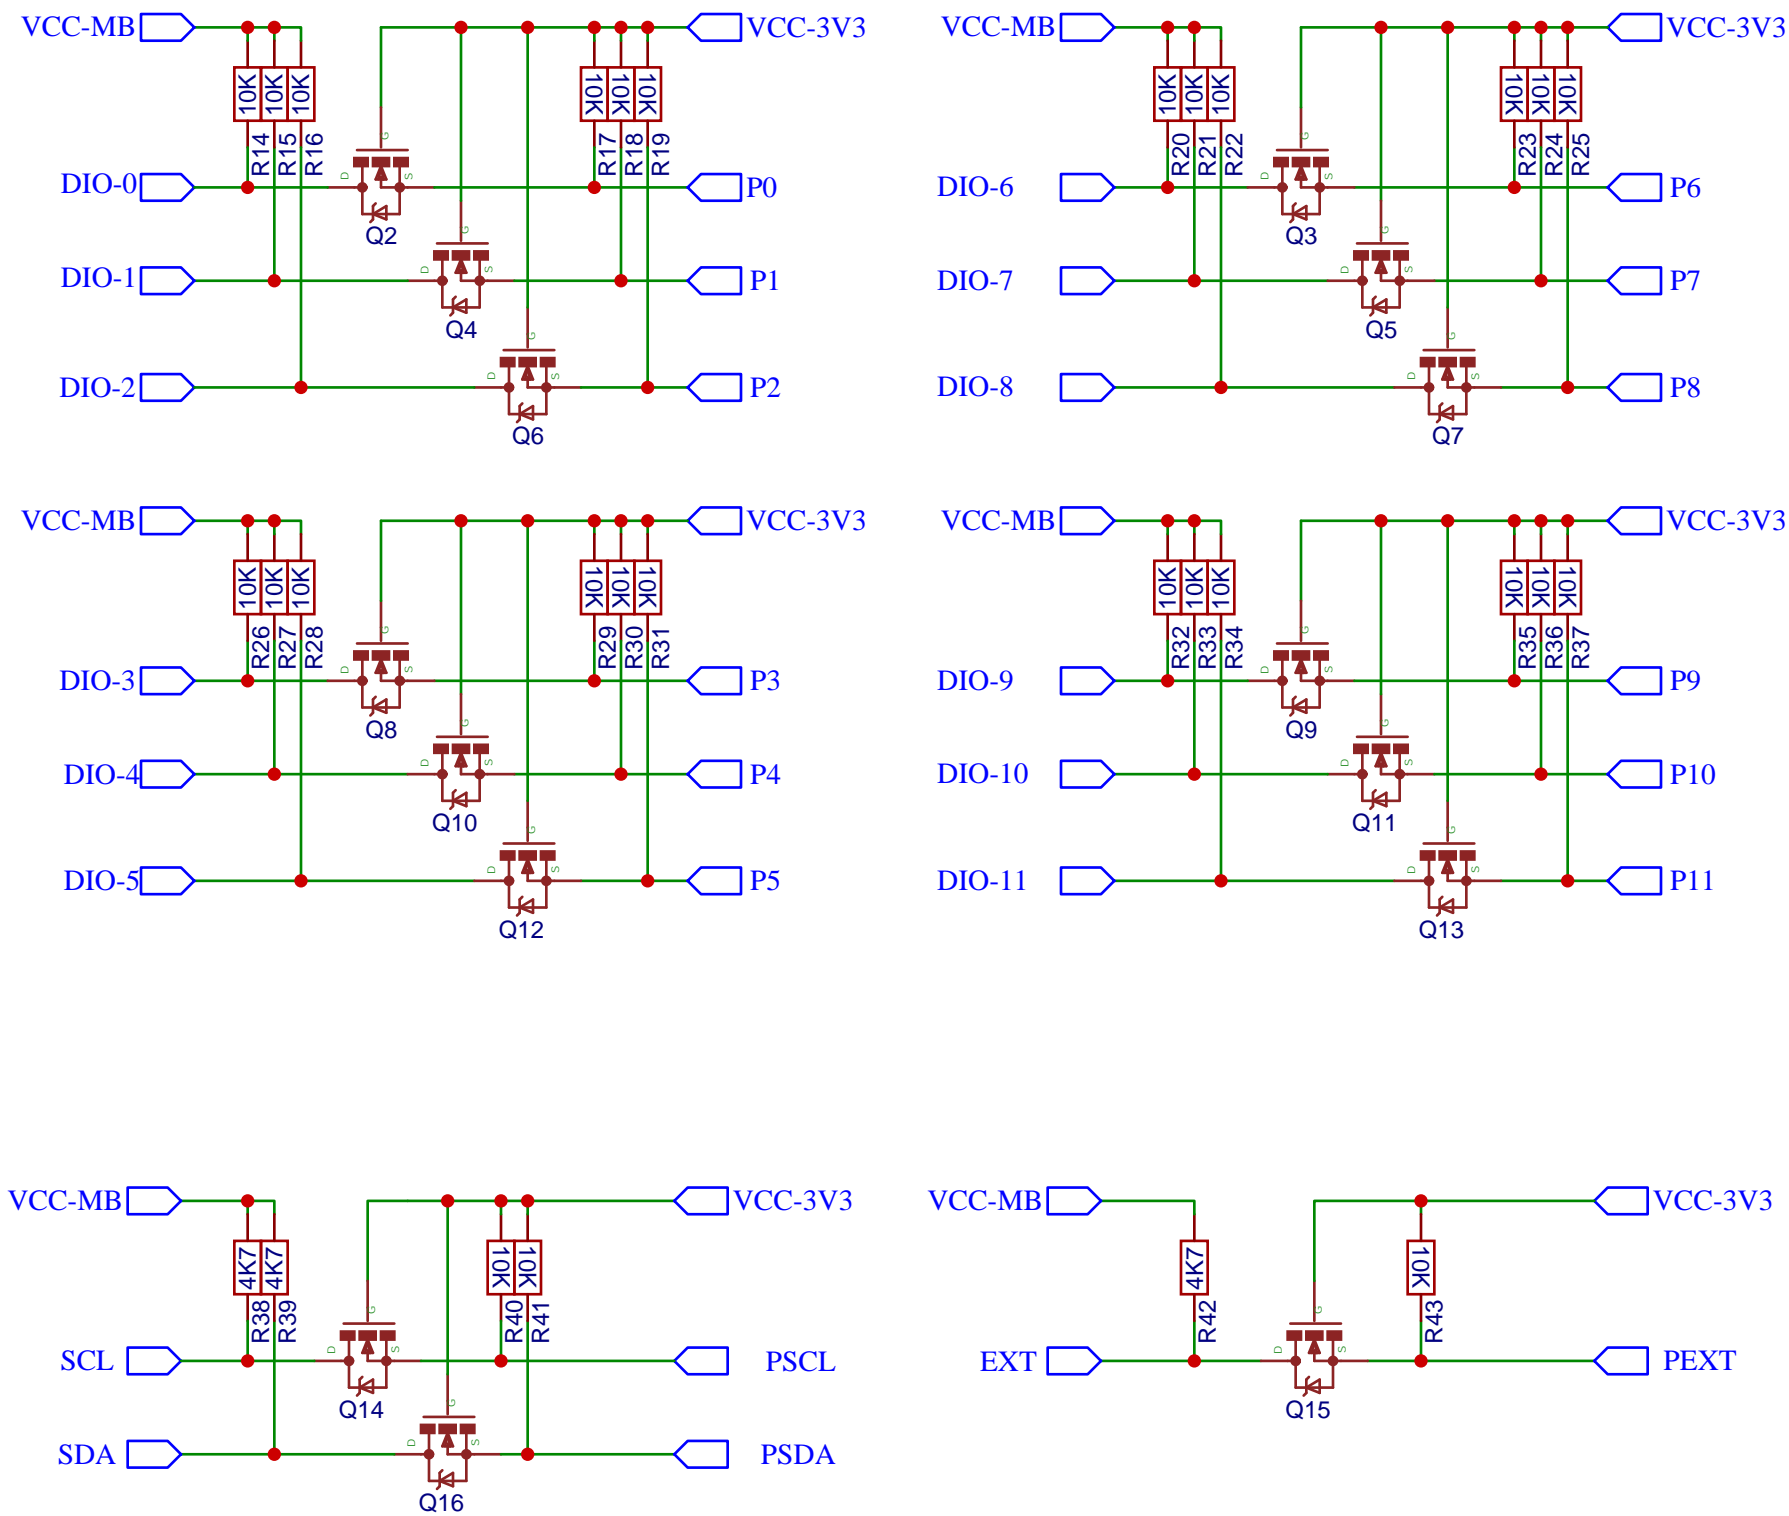 VCC-MB VCC-3V3
10K 10K 10K 10K 10K 10K
R14 R15 R16 R17 R18 R19
G
DIO-0 D S P0
Q2
G
DIO-1 D S P1
Q4
G
DIO-2 D S P2
Q6
VCC-MB VCC-3V3
10K 10K 10K 10K 10K 10K
R20 R21 R22 R23 R24 R25
G
DIO-6 D S P6
Q3
G
DIO-7 D S P7
Q5
G
DIO-8 D S P8
Q7
VCC-MB VCC-3V3
10K 10K 10K 10K 10K 10K
R26 R27 R28 R29 R30 R31
G
DIO-3 D S P3
Q8
G
DIO-4 D S P4
Q10
G
DIO-5 D S P5
Q12
VCC-MB VCC-3V3
10K 10K 10K 10K 10K 10K
R32 R33 R34 R35 R36 R37
G
DIO-9 D S P9
Q9
G
DIO-10 D S P10
Q11
G
DIO-11 D S P11
Q13
VCC-MB VCC-3V3
4K7 4K7 10K 10K
R38 R39 R40 R41
G
SCL D S PSCL
Q14
G
SDA D S PSDA
Q16
VCC-MB VCC-3V3
4K7 10K
R42 R43
G
EXT D S PEXT
Q15